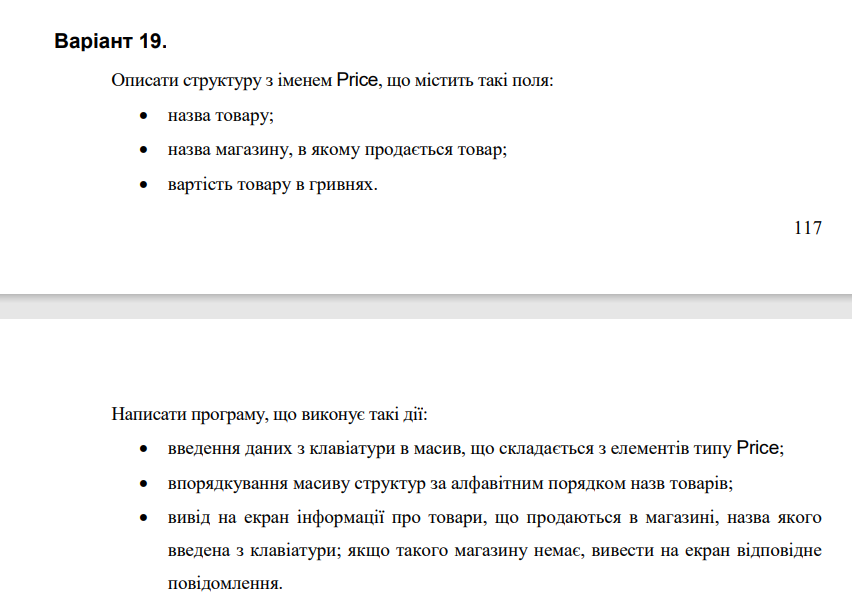 Варіант 19.
Описати структуру з іменем Price, що містить такі поля:
• назва товару;
• назва магазину, в якому продається товар;
• вартість товару в гривнях.
117
Написати програму, що виконує такі дії:
• введення даних з клавіатури в масив, що складається з елементів типу Price;
• впорядкування масиву структур за алфавітним порядком назв товарів;
• вивід на екран інформації про товари, що продаються в магазині, назва якого
введена з клавіатури; якщо такого магазину немає, вивести на екран відповідне
повідомлення.